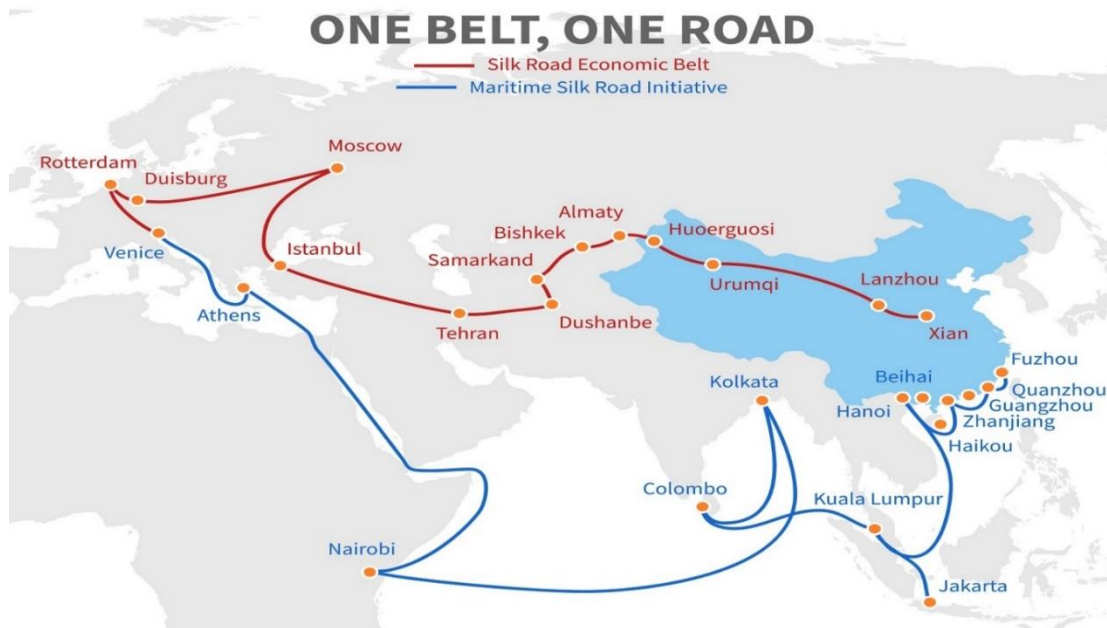 ONE BELT, ONE ROAD
Silk Road Economic Belt
Maritime Silk Road Initiative
Moscow
Rotterdam
Duisburg
Almaty
Bishkek
Huoerguosi
Venice
Istanbul
Samarkand
Urumqi
Lanzhou
Athens
Tehran
Dushanbe
Xian
Fuzhou
Kolkata
Beihai
Quanzhou
Hanoi
Guangzhou
Zhanjiang
Haikou
Colombo
Kuala Lumpur
Nairobi
Jakarta